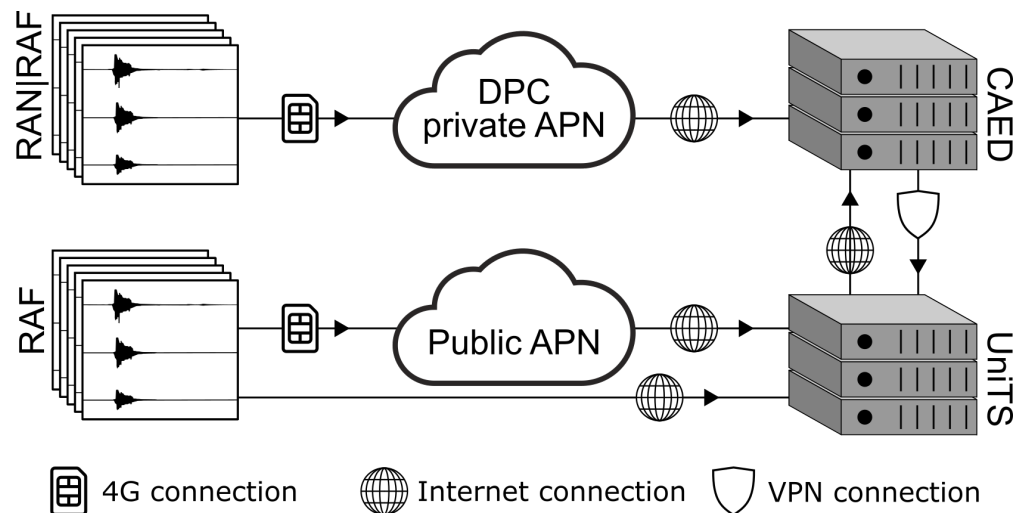 RAN|RAF
DPC
private APN
CAED
RAF
Public APN
UniTS
4G connection
Internet connection
VPN connection